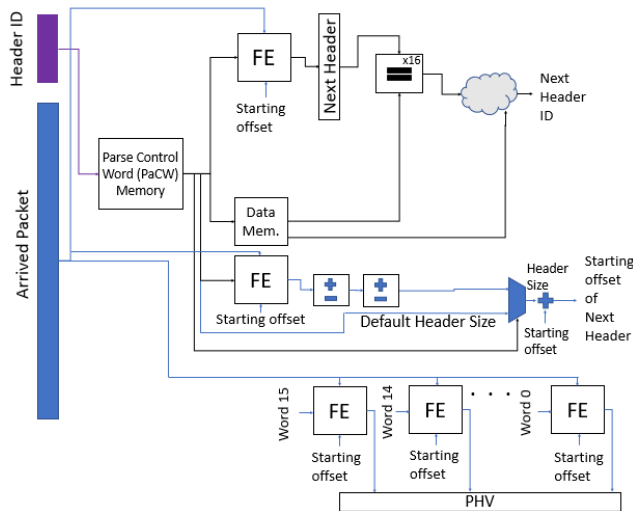 Header ID
Arrived Packet
Parse Control
Word (PaCW)
Memory
FE
Starting
offset
Next Header
x16
Next
Header
ID
Data
Mem.
FE
Starting offset
Default Header Size
Header
Size
Starting
offset
Starting
offset
of
Next
Header
Word 15
FE
Starting
offset
Word 14
FE
Starting
offset
. . . .
Word 0
FE
Starting
offset
PHV